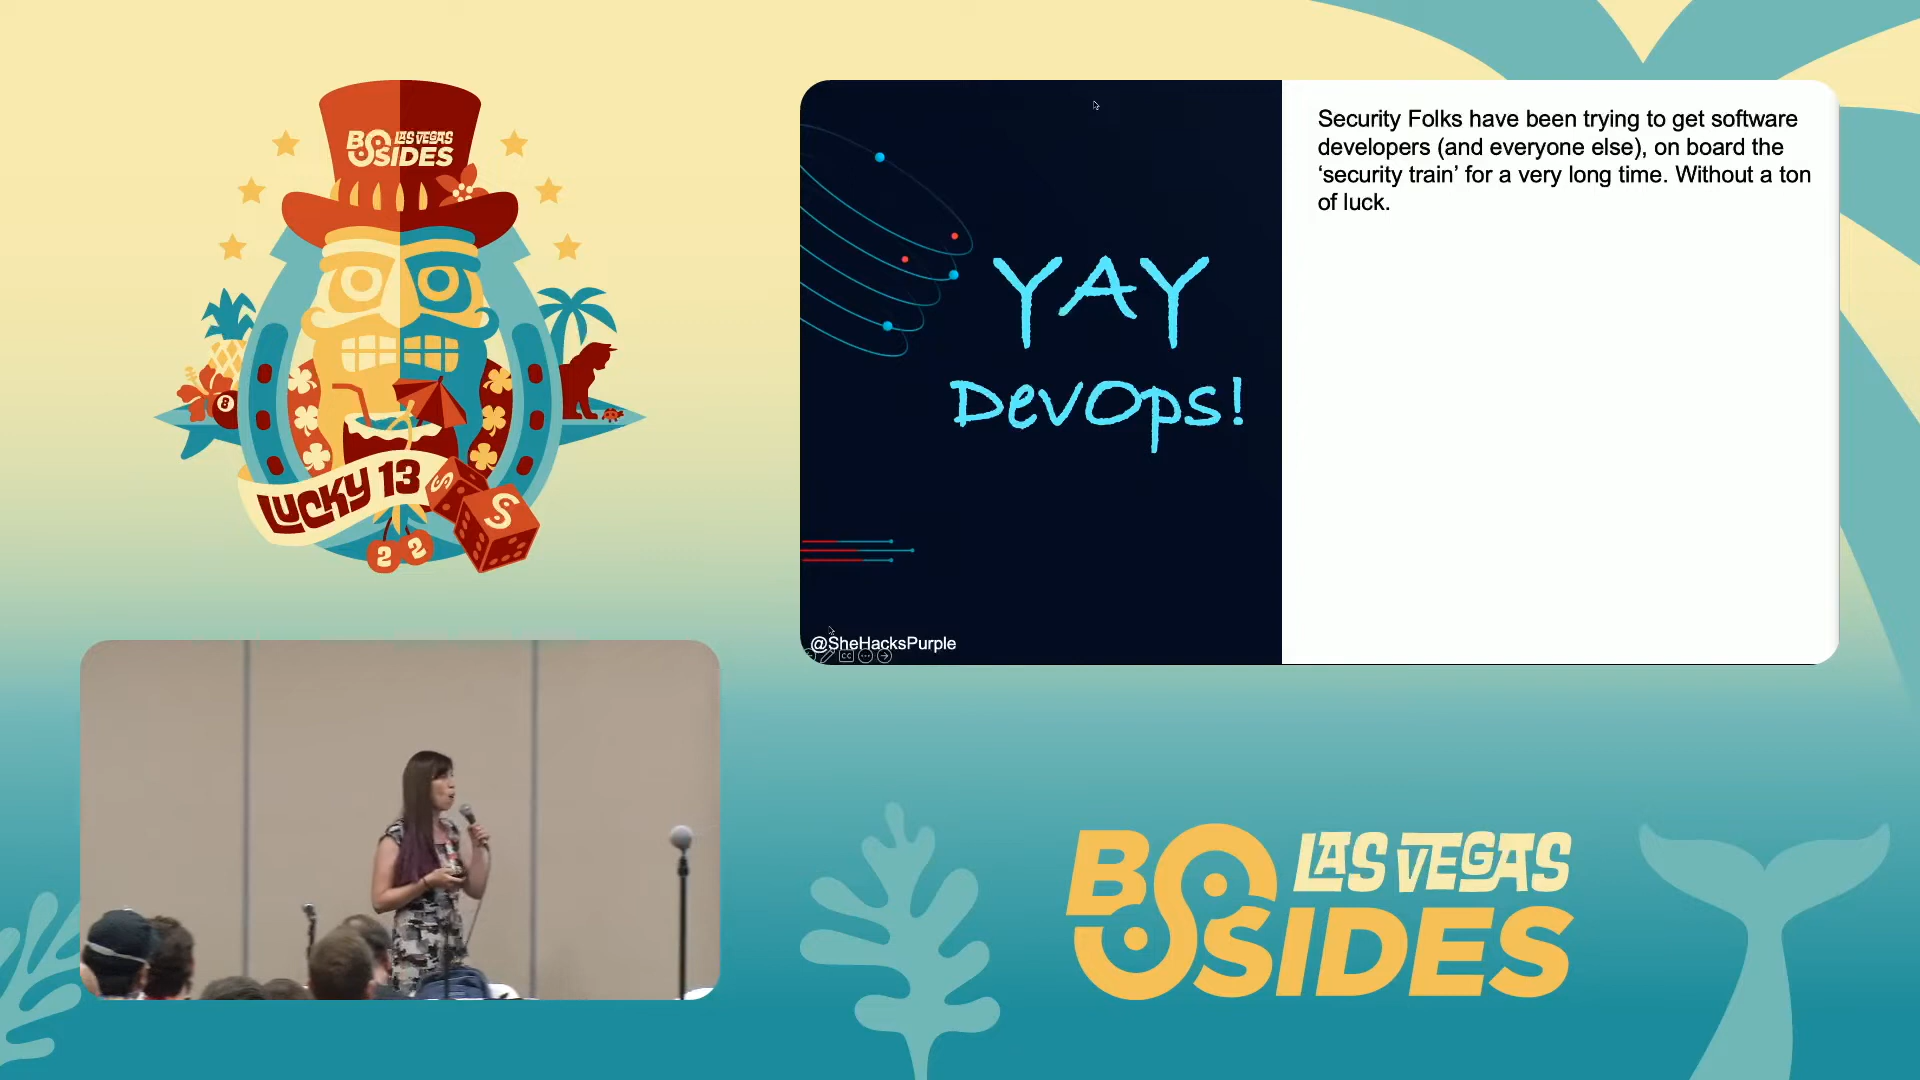 BSIDES LAS VEGAS
8
LUCKY 13
S
S
2 2
YAY
DevOps!
@SheHacksPurple
CC
Security Folks have been trying to get software
developers (and everyone else), on board the
‘security train’ for a very long time. Without a ton
of luck.
BSIDES LAS VEGAS